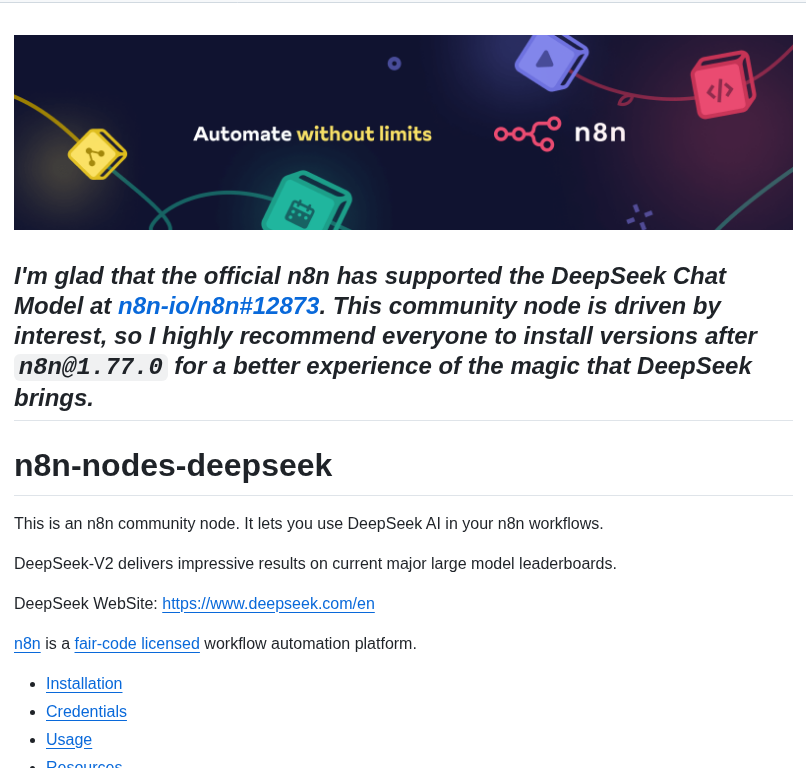 Automate without limits
n8n
I'm glad that the official n8n has supported the DeepSeek Chat
Model at n8n-io/n8n#12873. This community node is driven by
interest, so I highly recommend everyone to install versions after
n8n@1.77.0 for a better experience of the magic that DeepSeek
brings.
n8n-nodes-deepseek
This is an n8n community node. It lets you use DeepSeek AI in your n8n workflows.
DeepSeek-V2 delivers impressive results on current major large model leaderboards.
DeepSeek WebSite: https://www.deepseek.com/en
n8n is a fair-code licensed workflow automation platform.
Installation
Credentials
Usage
Resources